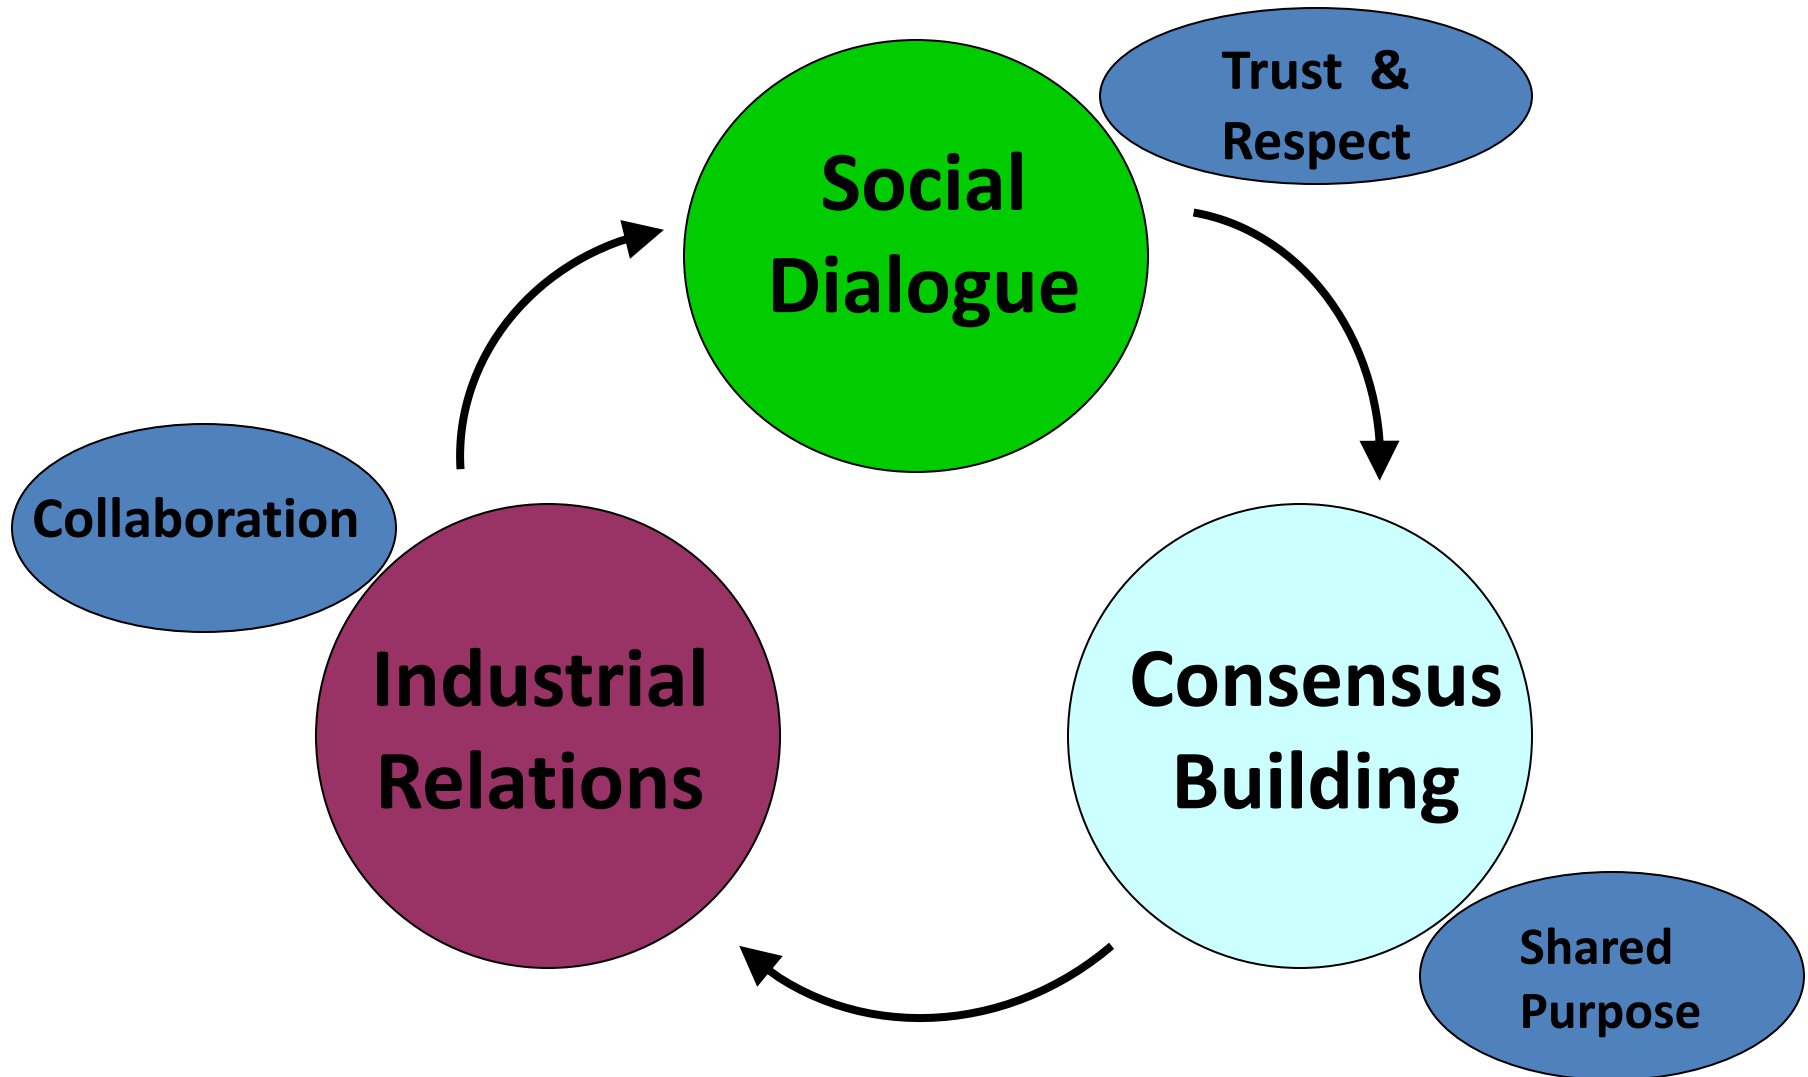 Trust &
Respect
Social
Dialogue
Collaboration
Industrial
Relations
Consensus
Building
Shared
Purpose